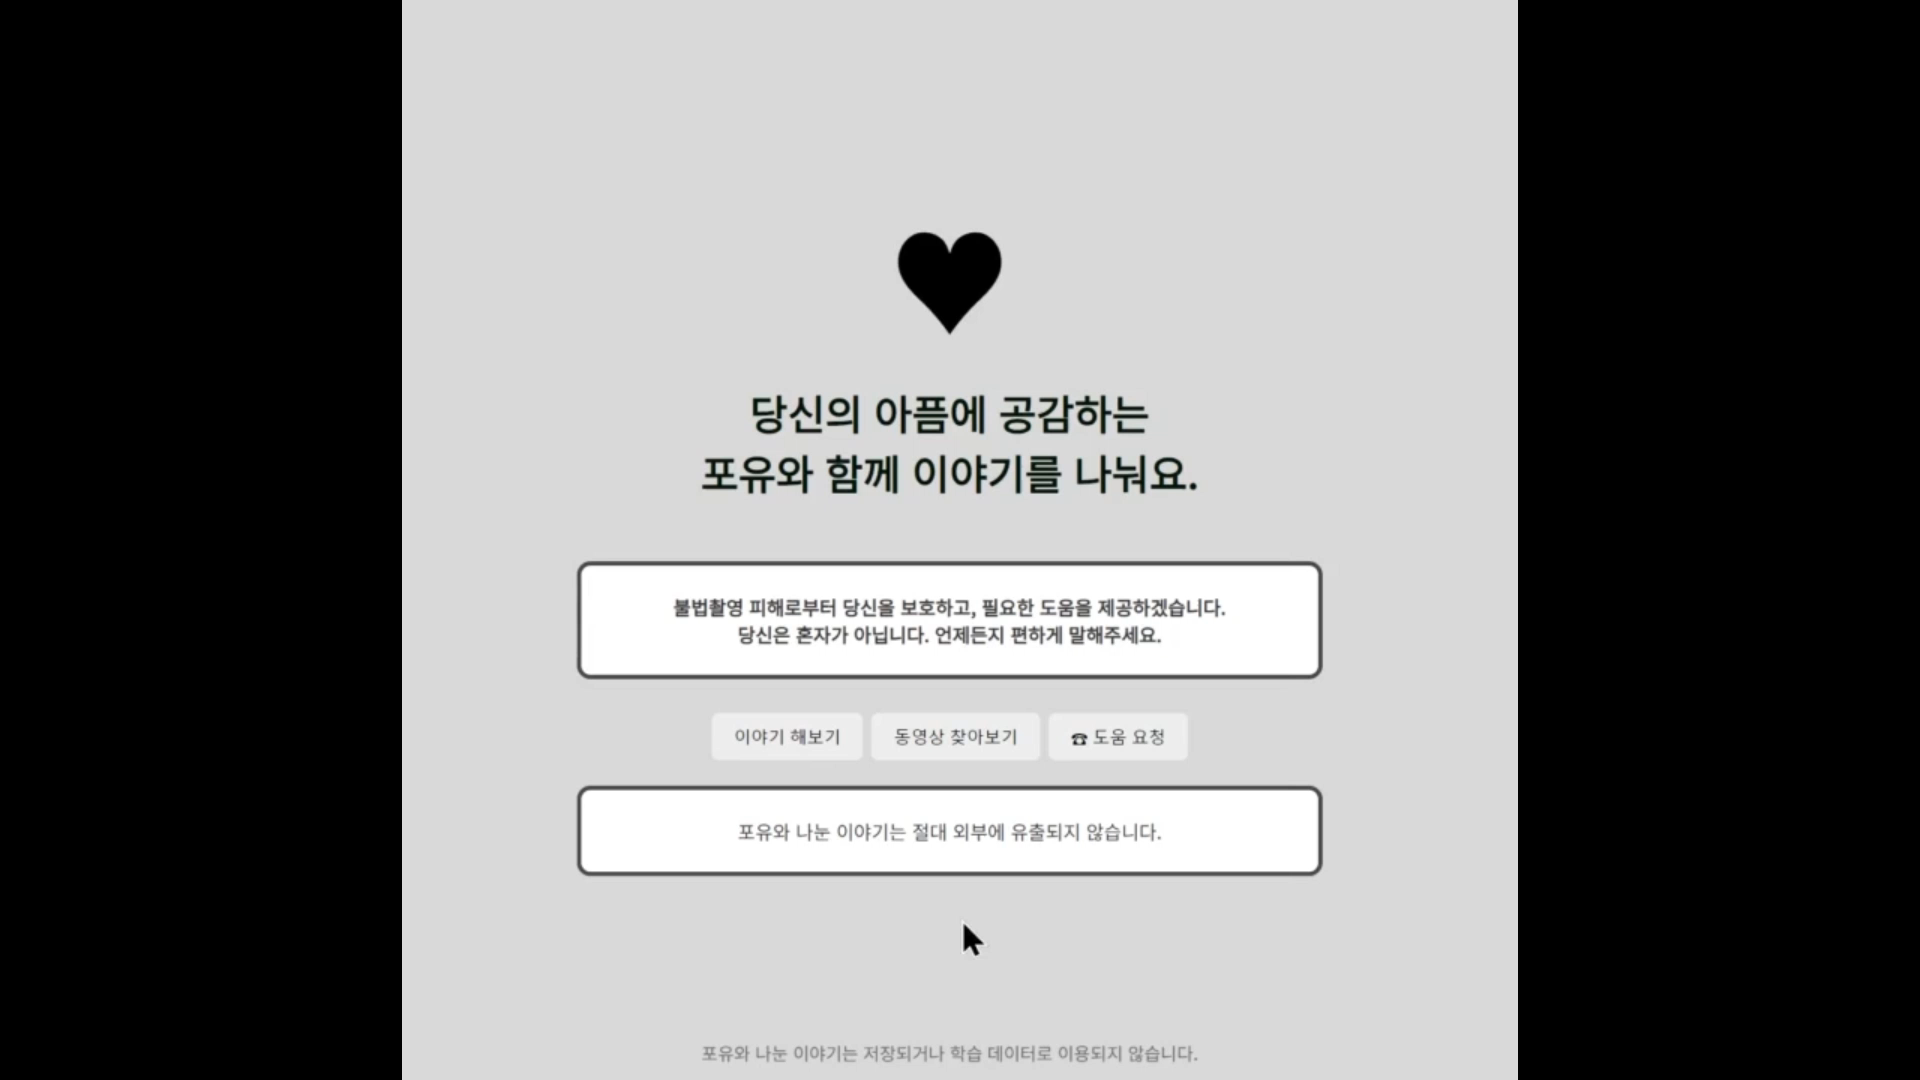 당신의 아픔에 공감하는
포유와 함께 이야기를 나눠요.
불법촬영 피해로부터 당신을 보호하고, 필요한 도움을 제공하겠습니다.
당신은 혼자가 아닙니다. 언제든지 편하게 말해주세요.
이야기 해보기
동영상 찾아보기
☎ 도움 요청
포유와 나눈 이야기는 절대 외부에 유출되지 않습니다.
포유와 나눈 이야기는 저장되거나 학습 데이터로 이용되지 않습니다.